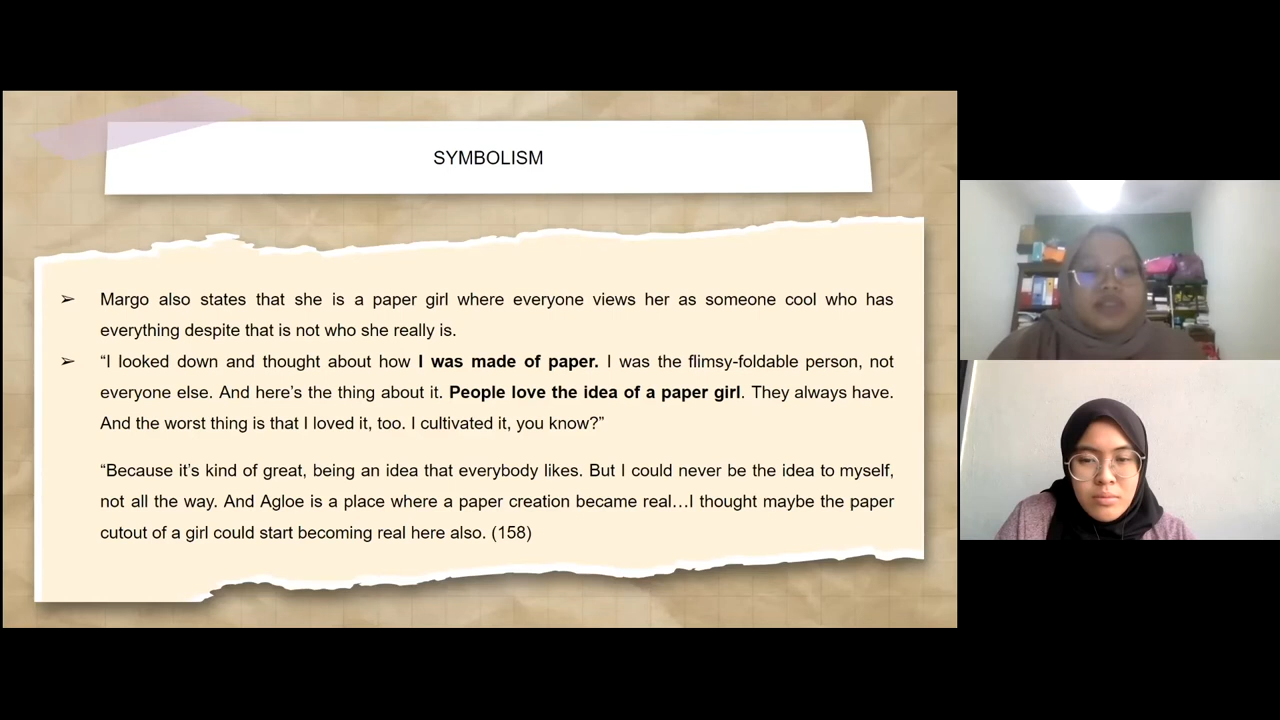 SYMBOLISM
➢ Margo also states that she is a paper girl where everyone views her as someone cool who has
everything despite that is not who she really is.
➢ “I looked down and thought about how I was made of paper. I was the flimsy-foldable person, not
everyone else. And here’s the thing about it. People love the idea of a paper girl. They always have.
And the worst thing is that I loved it, too. I cultivated it, you know?”
“Because it’s kind of great, being an idea that everybody likes. But I could never be the idea to myself,
not all the way. And Agloe is a place whre a paper creation became real…I thought maybe the paper
cutout of a girl could start becoming real here also. (158)